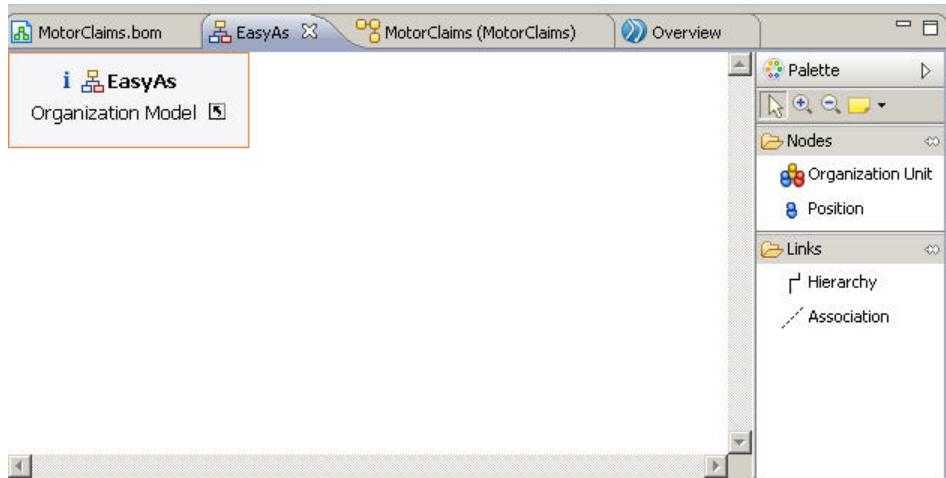 MotorClaims.bom
EasyAs
MotorClaims (MotorClaims)
Overview
i EasyAs
Organization Model
Palette
Nodes
Organization Unit
Position
Links
Hierarchy
Association